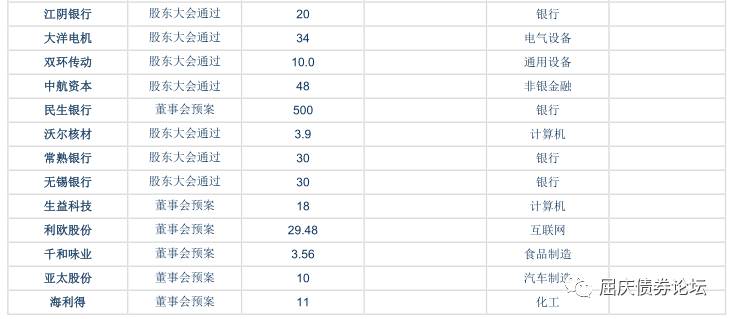 江阴银行 股东大会通过 20 银行
大洋电机 股东大会通过 34 电气设备
双环传动 股东大会通过 10.0 通用设备
中航资本 股东大会通过 48 非银金融
民生银行 董事会预案 500 银行
沃尔核材 股东大会通过 3.9 计算机
常熟银行 股东大会通过 30 银行
无锡银行 股东大会通过 30 银行
生益科技 董事会预案 18 计算机
利欧股份 董事会预案 29.48 互联网
千和味业 董事会预案 3.56 食品制造
亚太股份 董事会预案 10 汽车制造
海利得 董事会预案 11 化工
屈庆债券论坛